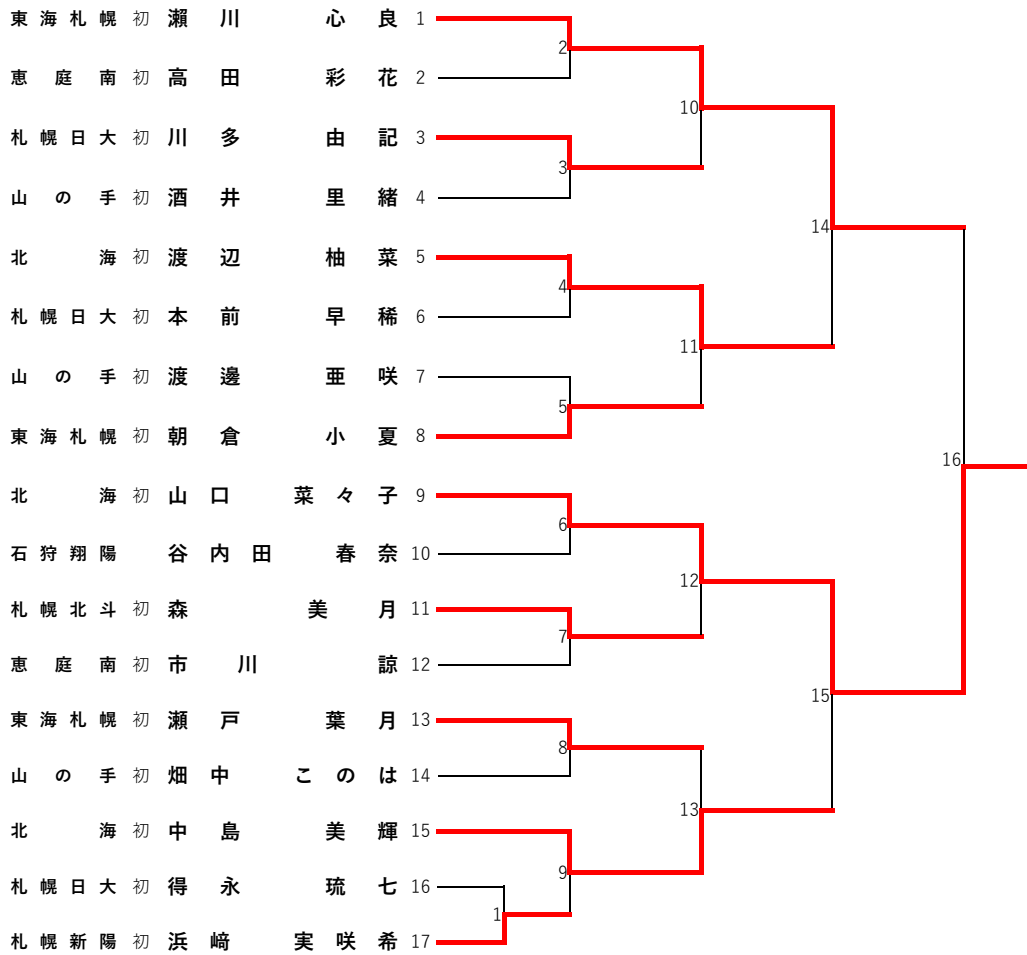 東海札幌 初 瀨川 心良 1
2
恵庭南 初 高田 彩花 2
10
札幌日大 初 川多 由記 3
3
山の手 初 酒井 里緒 4
14
北海 初 渡辺 柚菜 5
4
札幌日大 初 本前 早稀 6
11
山の手 初 渡邊 亜咲 7
5
東海札幌 初 朝倉 小夏 8
16
北海 初 山口 菜々子 9
6
石狩翔陽 谷内田 春奈 10
12
札幌北斗 初 森 美月 11
7
恵庭南 初 市川 諒 12
15
東海札幌 初 瀬戸 葉月 13
8
山の手 初 畑中 このは 14
13
北海 初 中島 美輝 15
9
札幌日大 初 得永 琉七 16
1
札幌新陽 初 浜﨑 実咲希 17